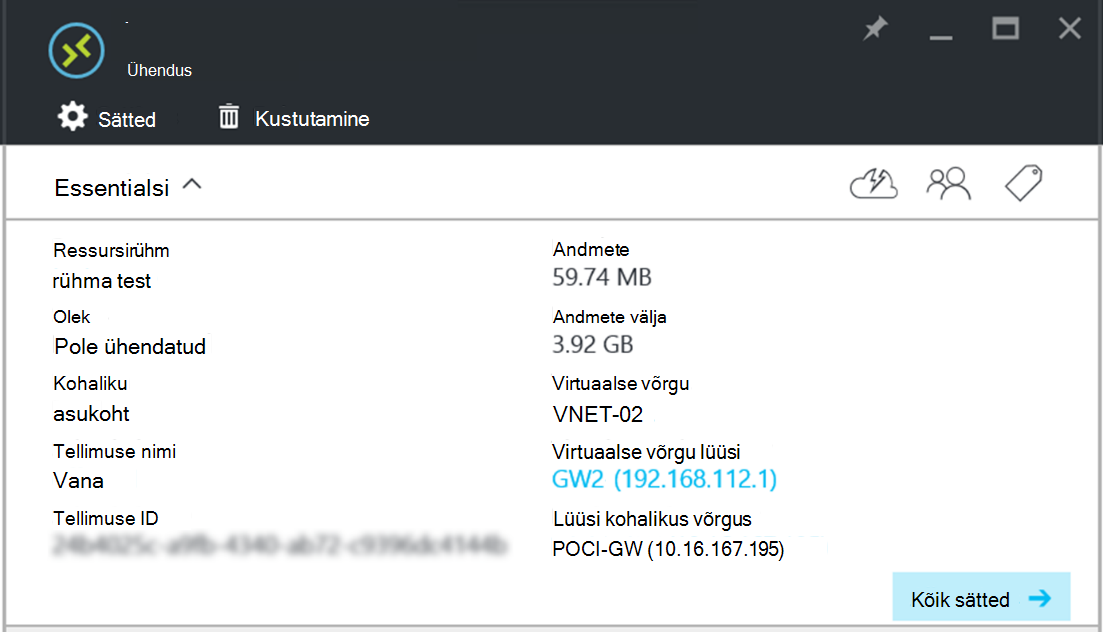 Ühendus
Sätted
Kustutamine
Essentialsi
Ressursirühm
rühma test
Olek
Pole ühendatud
Kohaliku
asukoht
Tellimuse nimi
Vana
Tellimuse ID
Andmete
59.74 MB
Andmete välja
3.92 GB
Virtuaalse võrgu
VNET-02
Virtuaalse võrgu lüüsi
GW2 (192.168.112.1)
Lüüsi kohalikus võrgus
POCI-GW (10.16.167.195)
Kõik sätted